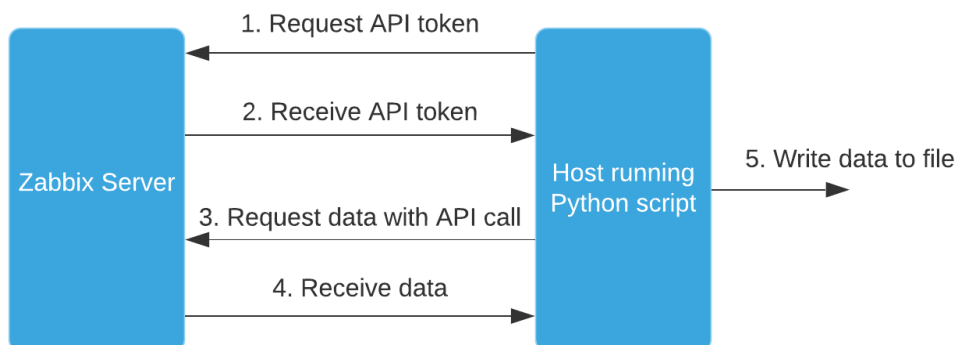 1. Request API token
2. Receive API token
Zabbix Server
Host running
Python script
5. Write data to file
3. Request data with API call
4. Receive data